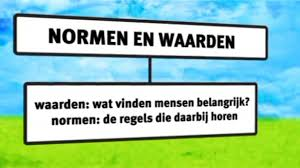 NORMEN EN WAARDEN
waarden: wat vinden mensen belangrijk?
normen: de regels die daarbij horen